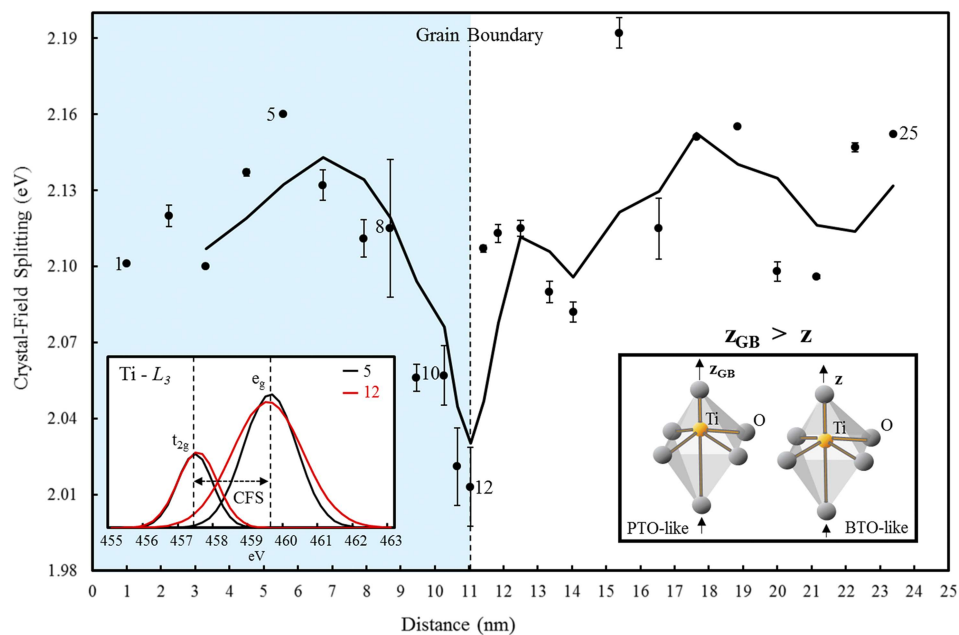 Crystal-Field Splitting (eV)
2.19
2.16
2.13
2.10
2.07
2.04
2.01
1.98
Grain Boundary
5
1
8
10
12
25
Ti - L3
5
12
eg
t2g
CFS
455 456 457 458 459 460 461 462 463
eV
zGB > z
zGB
Ti
O
PTO-like
z
Ti
O
BTO-like
0 1 2 3 4 5 6 7 8 9 10 11 12 13 14 15 16 17 18 19 20 21 22 23 24 25
Distance (nm)